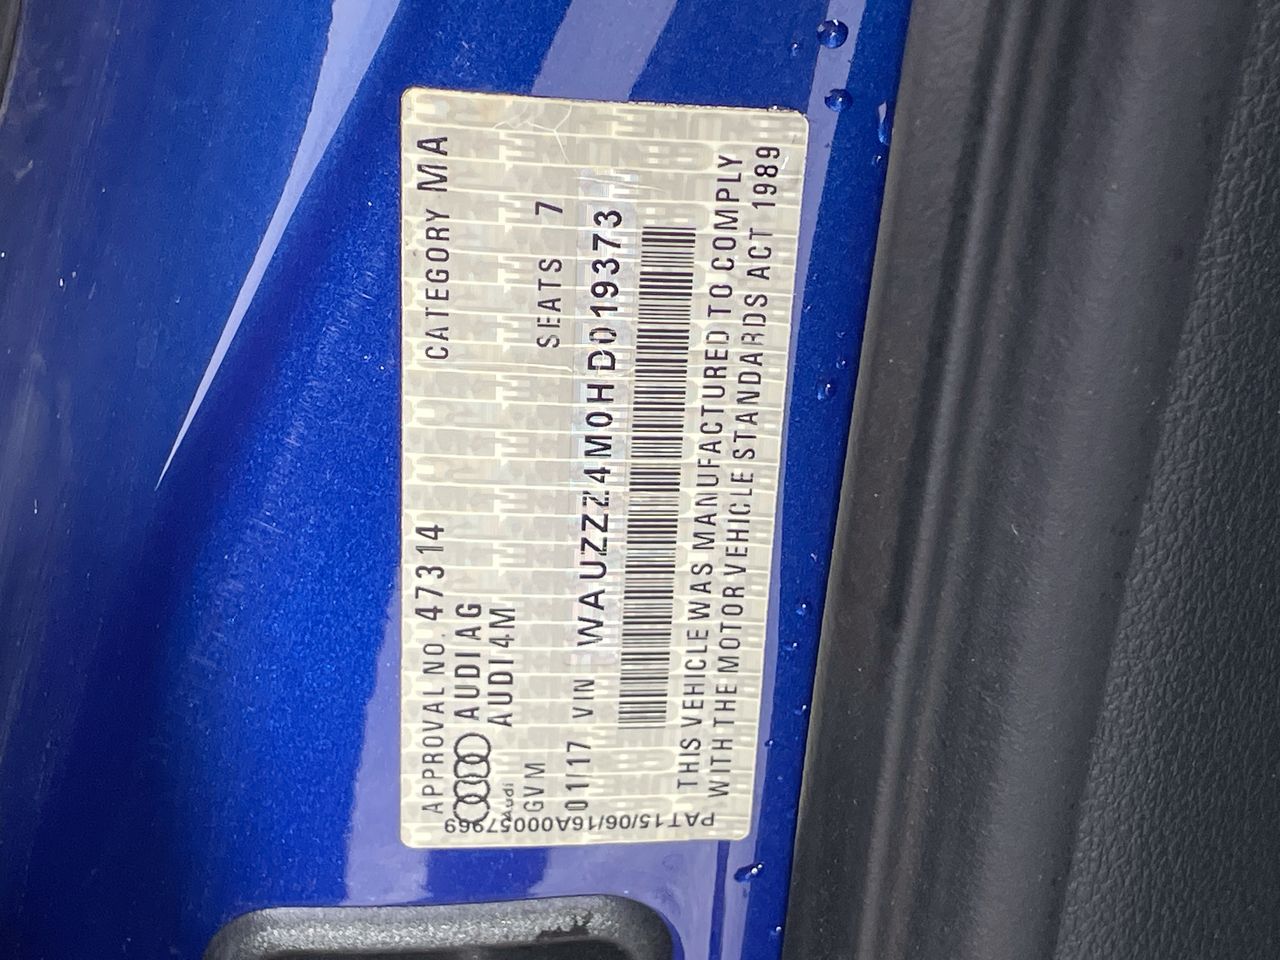 APPROVAL NO. 47314 CATEGORY MA
AUDI AG
AUDI 4M
Audi
GVM SEATS 7
01/17 VIN WAUZZZ4M0HD019373
THIS VEHICLE WAS MANUFACTURED TO COMPLY
WITH THE MOTOR VEHICLE STANDARDS ACT 1989
PAT15/06/16A00057969